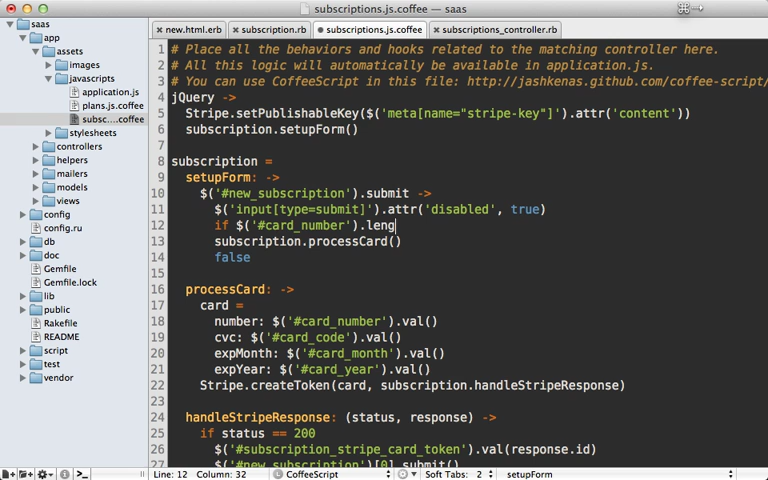 subscriptions.js.coffee — saas
saas
app
assets
images
javascripts
application.js
plans.js.coffee
subsc....coffee
stylesheets
controllers
helpers
mailers
models
views
config
config.ru
db
doc
Gemfile
Gemfile.lock
lib
public
Rakefile
README
script
test
vendor
new.html.erb
subscription.rb
subscriptions.js.coffee
subscriptions_controller.rb
1 # Place all the behaviors and hooks related to the matching controller here.
2 # All this logic will automatically be available in application.js.
3 # You can use CoffeeScript in this file: http://jashkenas.github.com/coffee-script/
4 jQuery ->
5 Stripe.setPublishableKey($('meta[name="stripe-key"]').attr('content'))
6 subscription.setupForm()
7
8 subscription =
9 setupForm: ->
10 $('#new_subscription').submit ->
11 $('input[type=submit]').attr('disabled', true)
12 if $('#card_number').leng
13 subscription.processCard()
14 false
15
16 processCard: ->
17 card =
18 number: $('#card_number').val()
19 cvc: $('#card_code').val()
20 expMonth: $('#card_month').val()
21 expYear: $('#card_year').val()
22 Stripe.createToken(card, subscription.handleStripeResponse)
23
24 handleStripeResponse: (status, response) ->
25 if status == 200
26 $('#subscription_stripe_card_token').val(response.id)
27 $('#new_subscription')[0].submit()
Line: 12 Column: 32
CoffeeScript
Soft Tabs: 2
setupForm